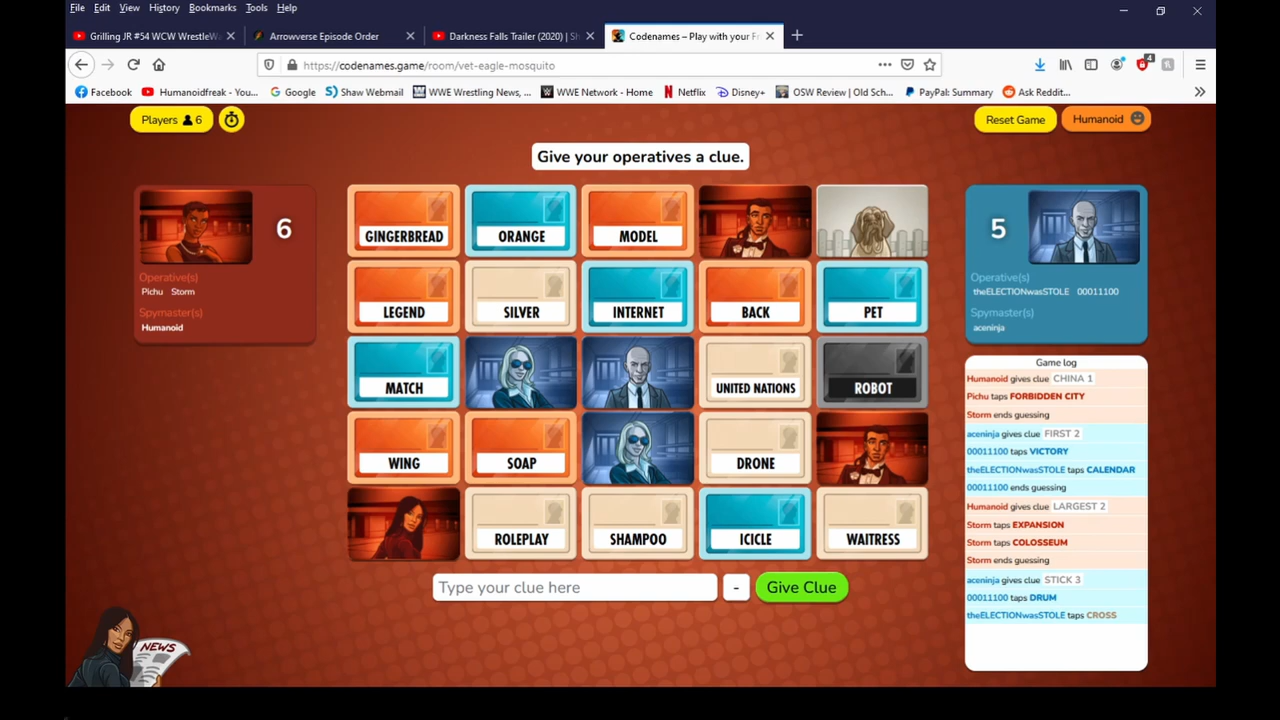 File Edit View History Bookmarks Tools Help
Grilling JR #54 WCW WrestleWa
Arrowverse Episode Order
Darkness Falls Trailer (2020) | Sh
Codenames – Play with your Fr
https://codenames.game/room/vet-eagle-mosquito
4
Facebook Humanoidfreak - You... Google Shaw Webmail WWE Wrestling News, ... WWE Network - Home Netflix Disney+ OSW Review | Old Sch... PayPal: Summary Ask Reddit...
Players 6
Reset Game
Humanoid
Give your operatives a clue.
6
Operative(s)
Pichu Storm
Spymaster(s)
Humanoid
GINGERBREAD ORANGE MODEL
LEGEND SILVER INTERNET BACK PET
MATCH UNITED NATIONS ROBOT
WING SOAP DRONE
ROLEPLAY SHAMPOO ICICLE WAITRESS
Type your clue here
-
Give Clue
NEWS
5
Operative(s)
theELECTIONwasSTOLE 00011100
Spymaster(s)
aceninja
Game log
Humanoid gives clue CHINA 1
Pichu taps FORBIDDEN CITY
Storm ends guessing
aceninja gives clue FIRST 2
00011100 taps VICTORY
theELECTIONwasSTOLE taps CALENDAR
00011100 ends guessing
Humanoid gives clue LARGEST 2
Storm taps EXPANSION
Storm taps COLOSSEUM
Storm ends guessing
aceninja gives clue STICK 3
00011100 taps DRUM
theELECTIONwasSTOLE taps CROSS